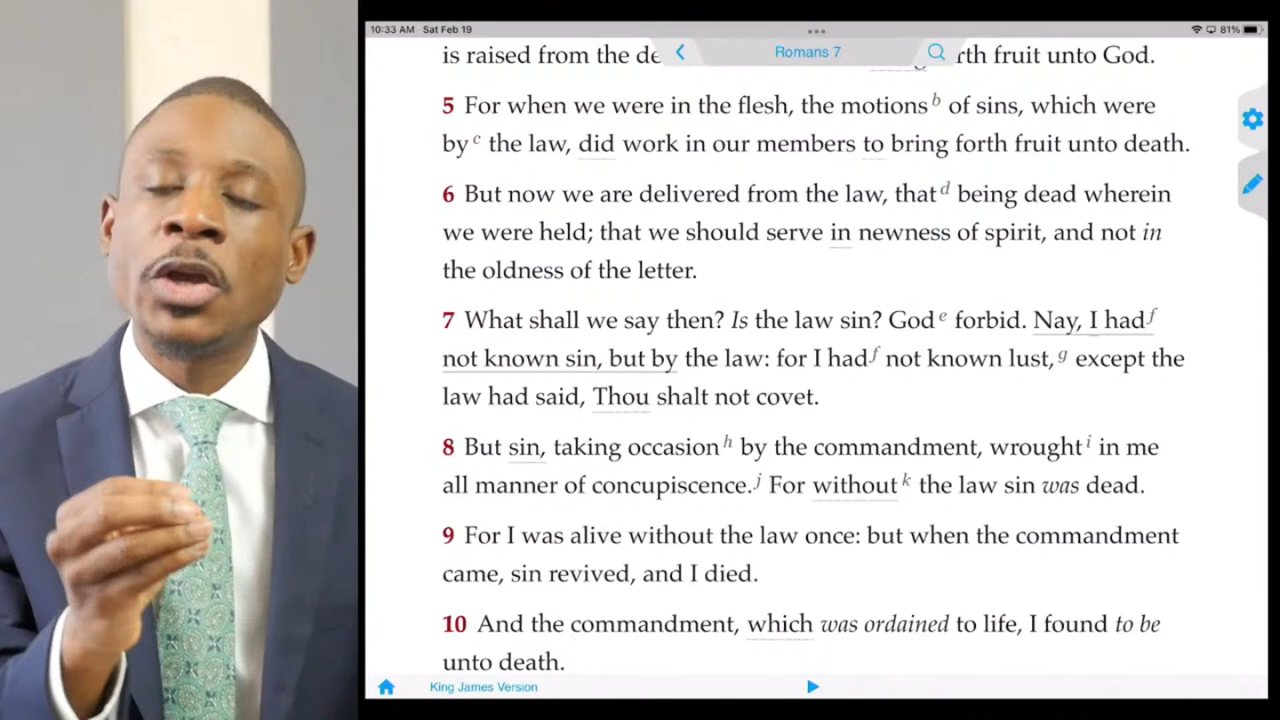 10:33 AM Sat Feb 19
81%
is raised from the de
rth fruit unto God.
Romans 7
5 For when we were in the flesh, the motions b of sins, which were
by c the law, did work in our members to bring forth fruit unto death.
6 But now we are delivered from the law, that d being dead wherein
we were held; that we should serve in newness of spirit, and not in
the oldness of the letter.
7 What shall we say then? Is the law sin? God e forbid. Nay, I had f
not known sin, but by the law: for I had f not known lust, g except the
law had said, Thou shalt not covet.
8 But sin, taking occasion h by the commandment, wrought i in me
all manner of concupiscence. j For without k the law sin was dead.
9 For I was alive without the law once: but when the commandment
came, sin revived, and I died.
10 And the commandment, which was ordained to life, I found to be
unto death.
King James Version